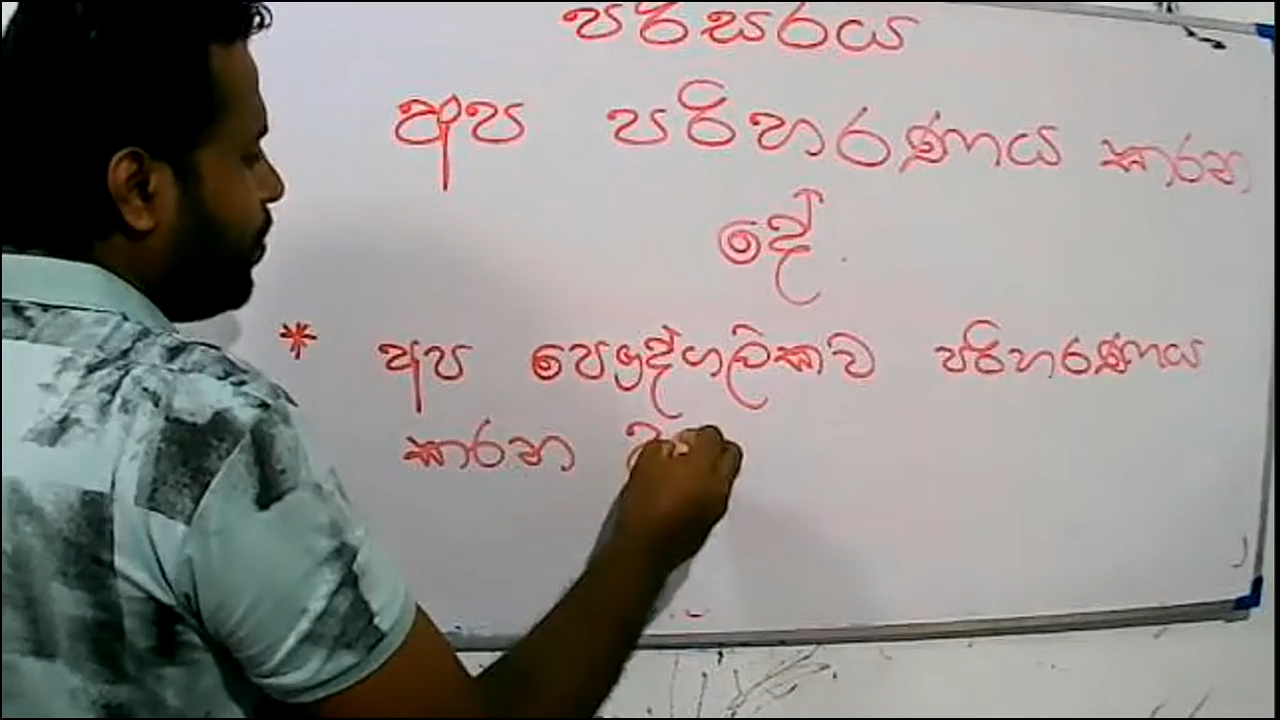 පරිසරය
අප පරිහරණය කරන
දේ
* අප පෞද්ගලිකව පරිහරණය
කරන